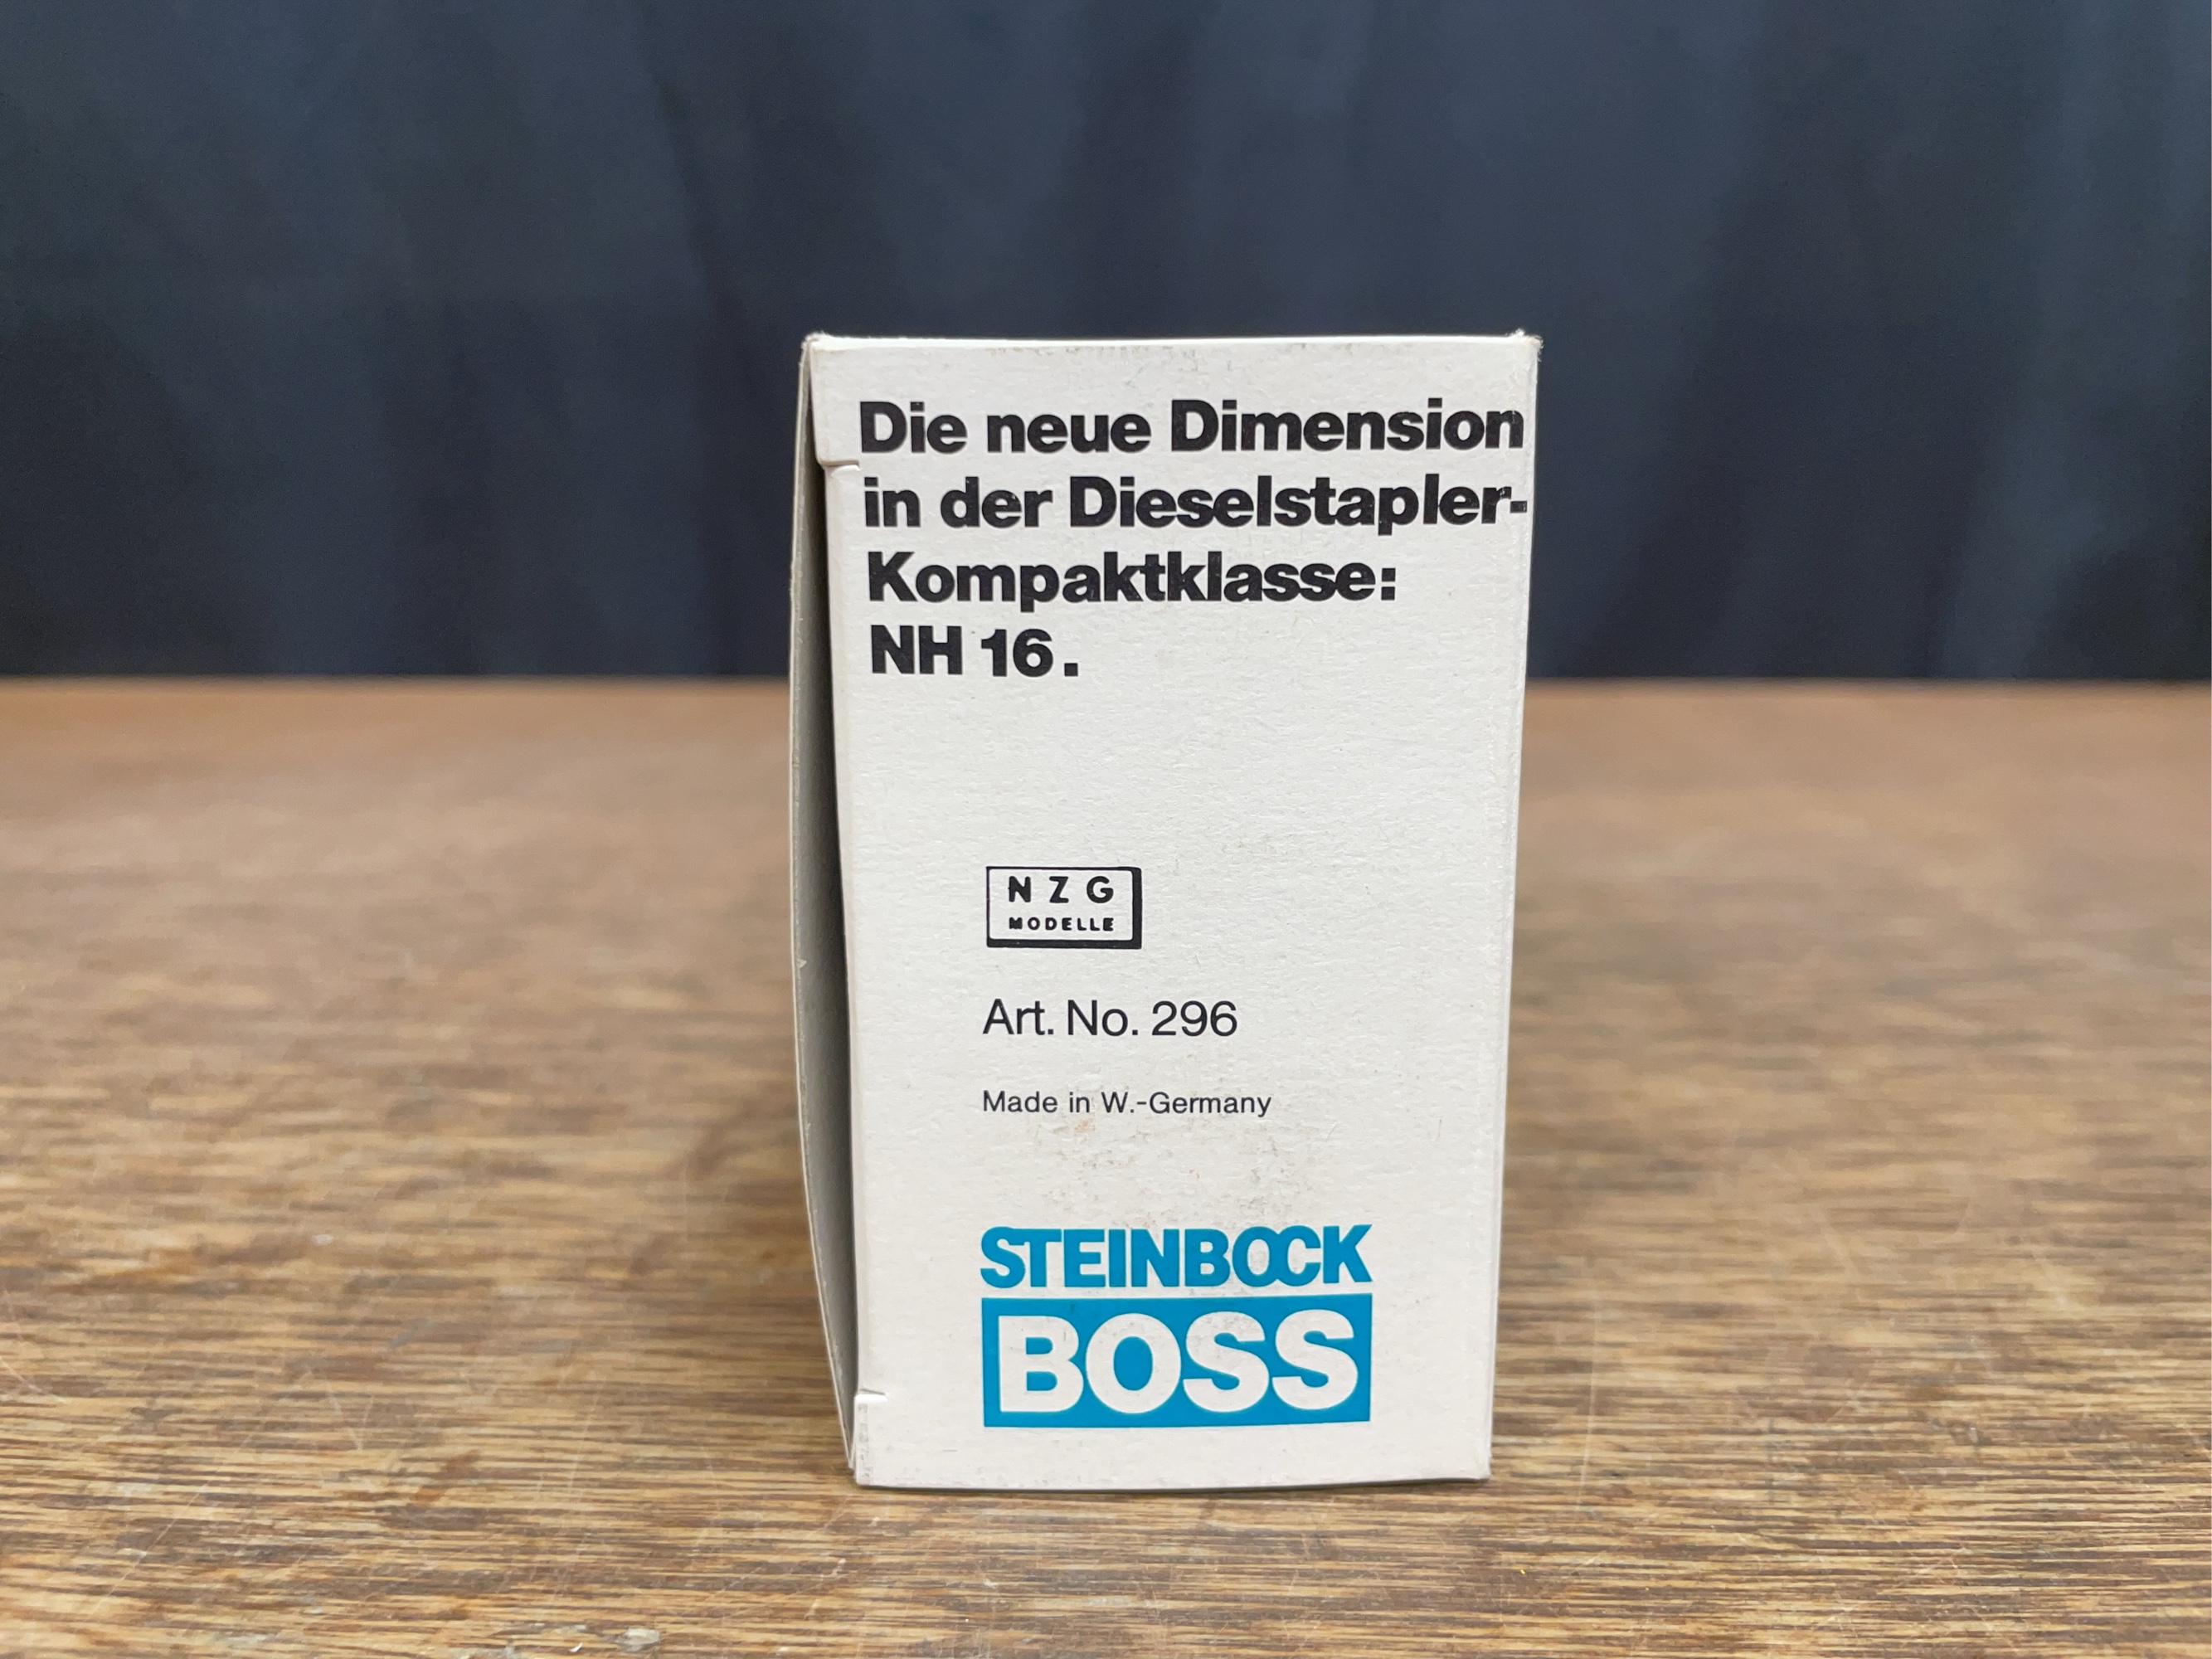 Die neue Dimension
in der Dieselstapler-
Kompaktklasse:
NH 16.
NZG
MODELLE
Art. No. 296
Made in W.-Germany
STEINBOCK
BOSS